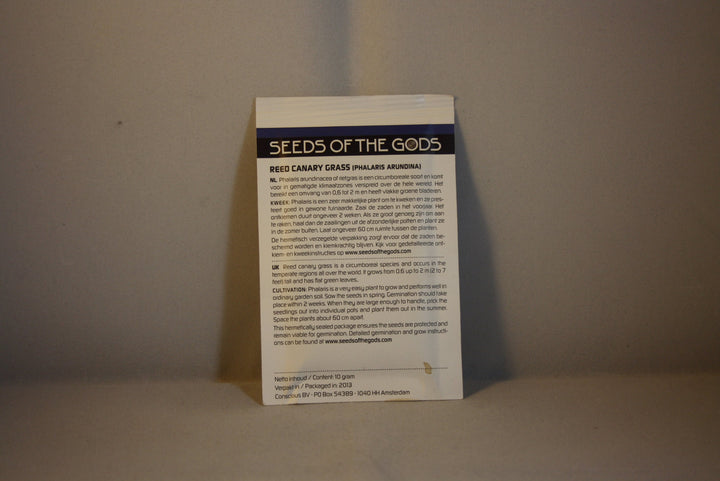 SEEDS OF THE GODS
REED CANARY GRASS (PHALARIS ARUNDINA)
NL: Phalaris arundinacea of rietgras is een circumboreale soort en komt
voor in gematigde klimaatzones verspreid over de hele wereld. Het
bereikt een omvang van 0,6 tot 2 m en heeft vlakke groene bladeren.
KWEEK: Phalaris is een zeer makkelijke plant om te kweken en ze pres-
teert goed in gewone tuinaarde. Zaai de zaden in het voorjaar. Het
ontkiemen duurt ongeveer 2 weken. Als ze groot genoeg zijn om aan
te raken, haal dan de zaailingen uit de afzonderlijke potten en plant ze
in de zomer buiten. Laat ongeveer 60 cm ruimte tussen de planten.
De hermetisch verzegelde verpakking zorgt ervoor dat de zaden be-
schermd worden en kiemkrachtig blijven. Kijk voor gedetailleerde ont-
kiem- en kweekinstructies op www.seedsofthegods.com
UK: Reed canary grass is a circumboreal species and occurs in the
temperate regions all over the world. It grows from 0.6 up to 2 m (2 to 7
feet) tall and has flat green leaves.
CULTIVATION: Phalaris is a very easy plant to grow and performs well in
ordinary garden soil. Sow the seeds in spring. Germination should take
place within 2 weeks. When they are large enough to handle, prick the
seedlings out into individual pots and plant them out in the summer.
Space the plants about 60 cm apart
This hermetically sealed package ensures the seeds are protected and
remain viable for germination. Detailed germination and grow instructi-
ons can be found at www.seedsofthegods.com
Netto inhoud / Content: 10 gram
Verpakt in / Packaged in: 2013
Conscious BV - PO Box 54389 - 1040 HH Amsterdam